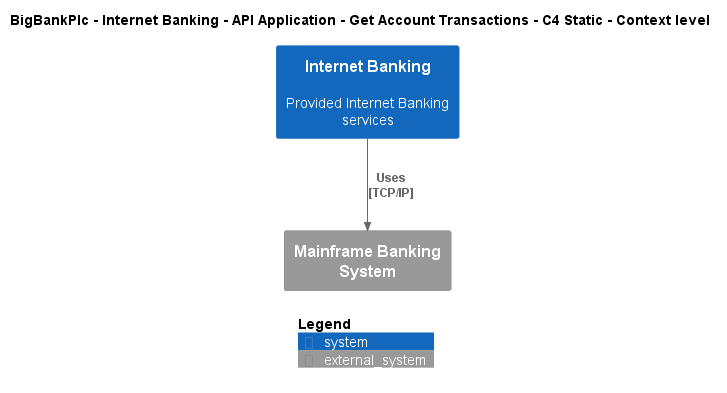 BigBankPlc - Internet Banking - API Application - Get Account Transactions - C4 Static - Context level
Internet Banking
Provided Internet Banking
services
Uses
[TCP/IP]
Mainframe Banking
System
Legend
system
external_system